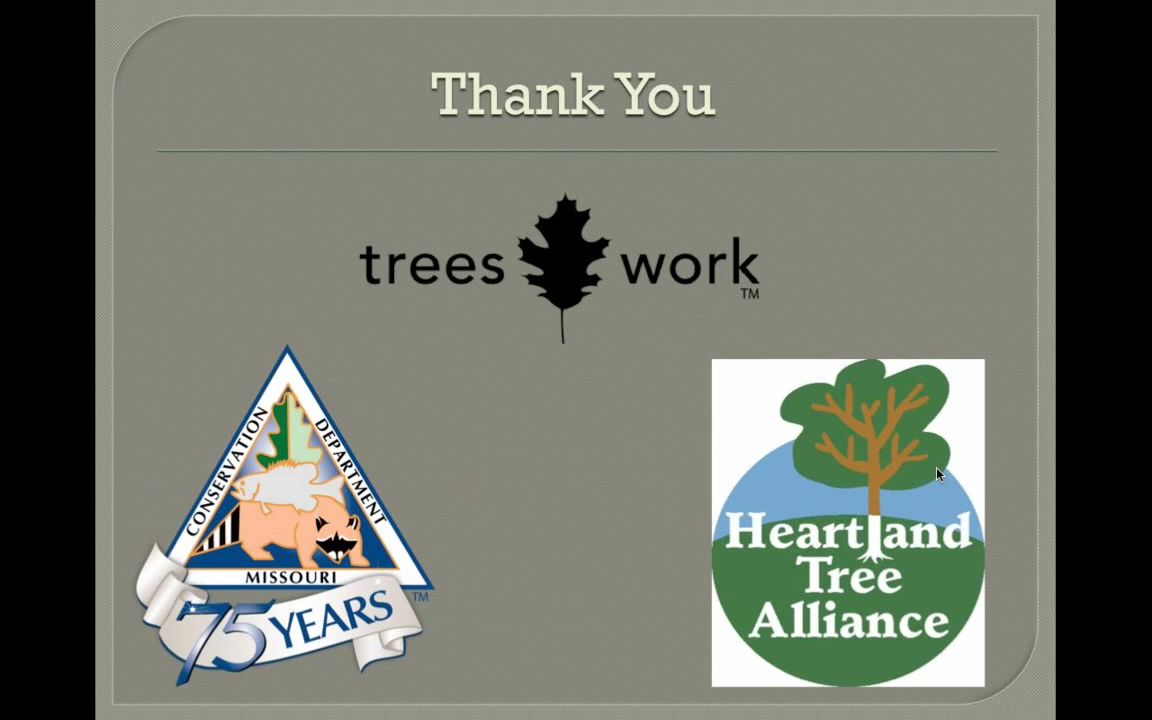 Thank You
trees work
TM
CONSERVATION
DEPARTMENT
MISSOURI
TM
75 YEARS
Heartland
Tree
Alliance